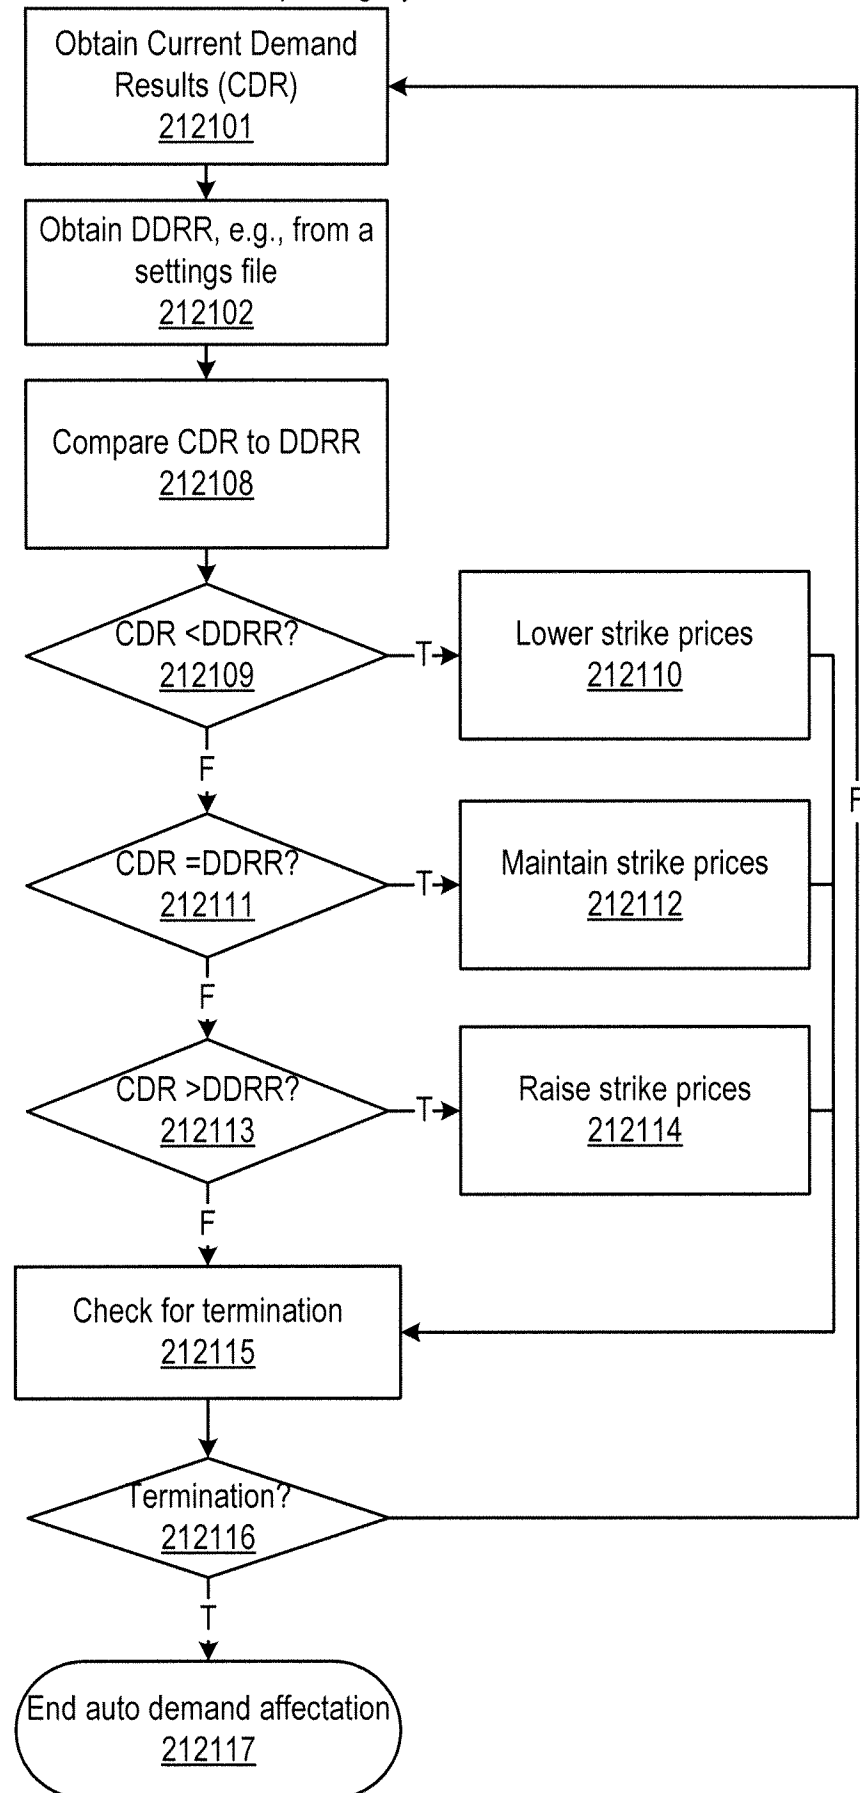 Obtain Current Demand
Results (CDR)
212101
Obtain DDRR, e.g., from a
settings file
212102
Compare CDR to DDRR
212108
CDR <DDRR?
212109
T
Lower strike prices
212110
F
F
CDR =DDRR?
212111
T
Maintain strike prices
212112
F
CDR >DDRR?
212113
T
Raise strike prices
212114
F
Check for termination
212115
Termination?
212116
T
End auto demand affectation
212117